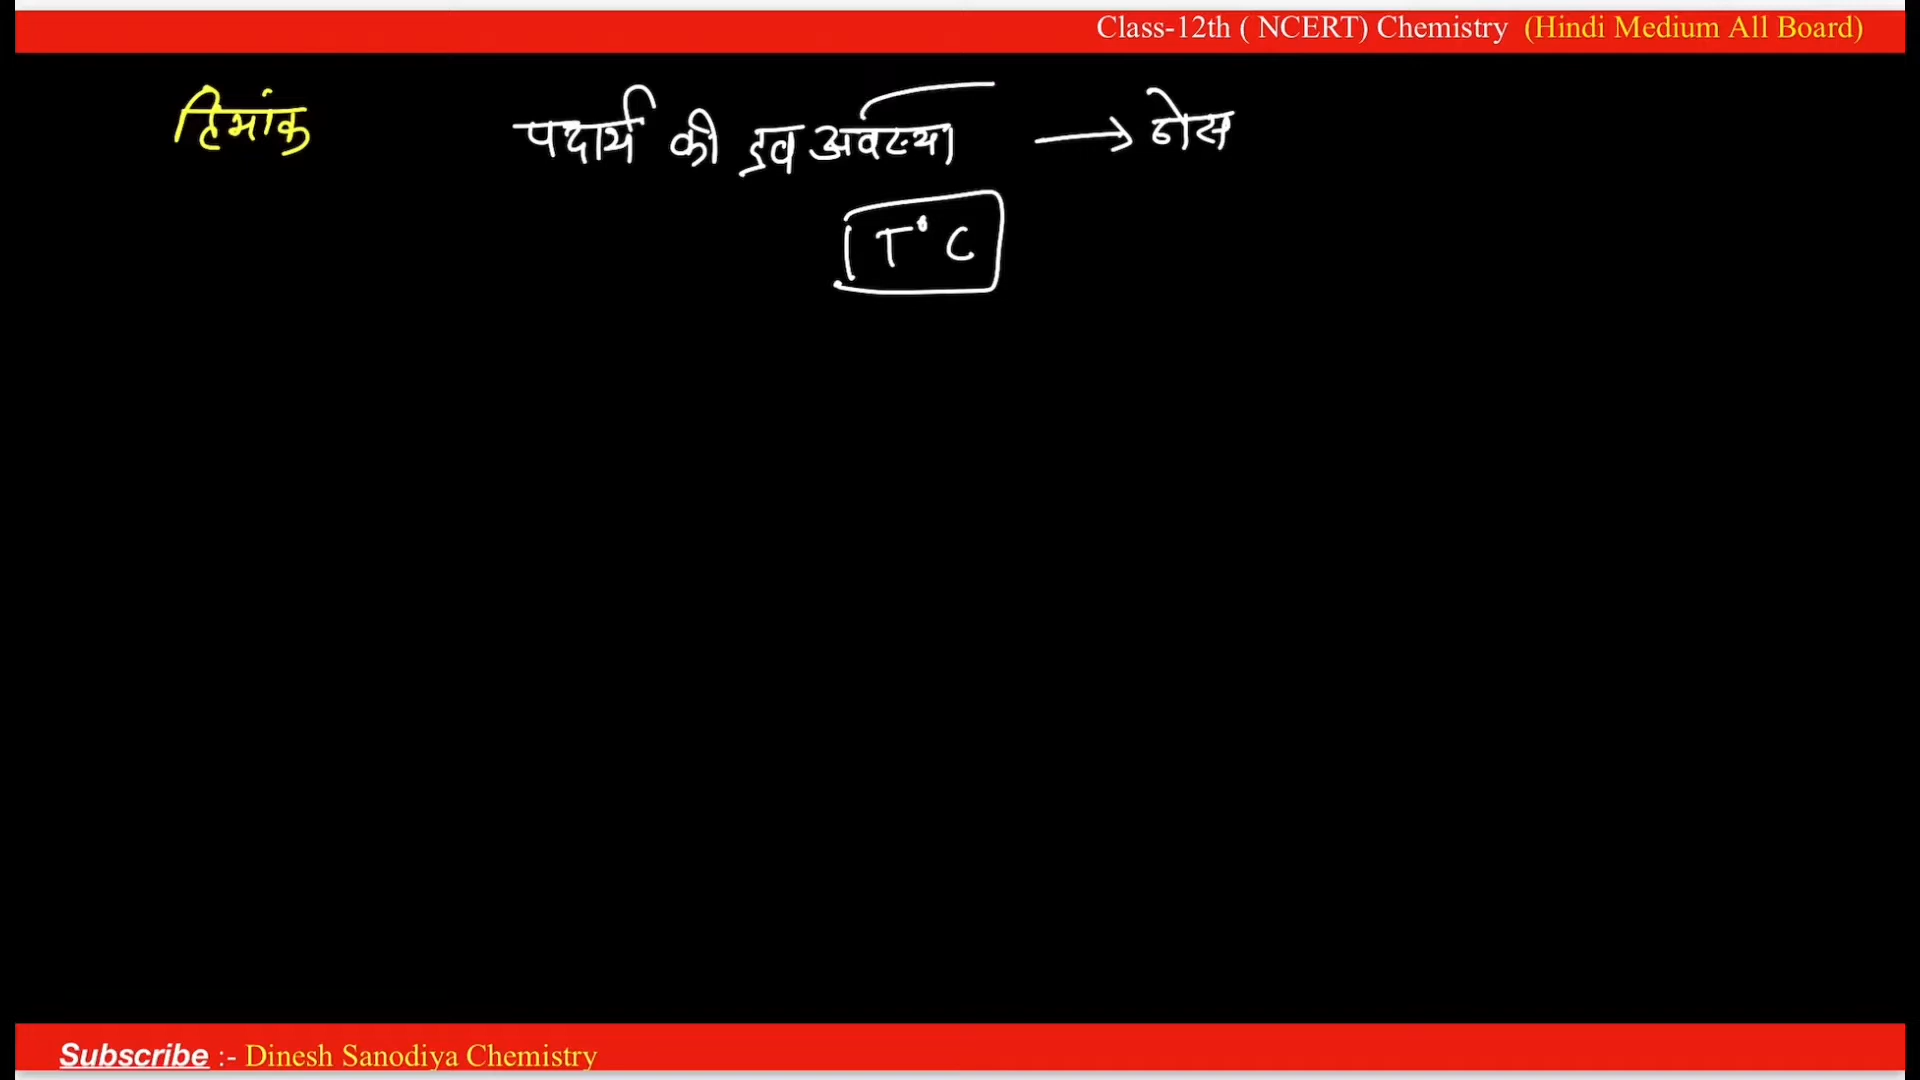 Class-12th ( NCERT) Chemistry (Hindi Medium All Board)
हिमांक पदार्थ की द्रव अवस्था → ठोस
T°C
Subscribe :- Dinesh Sanodiya Chemistry